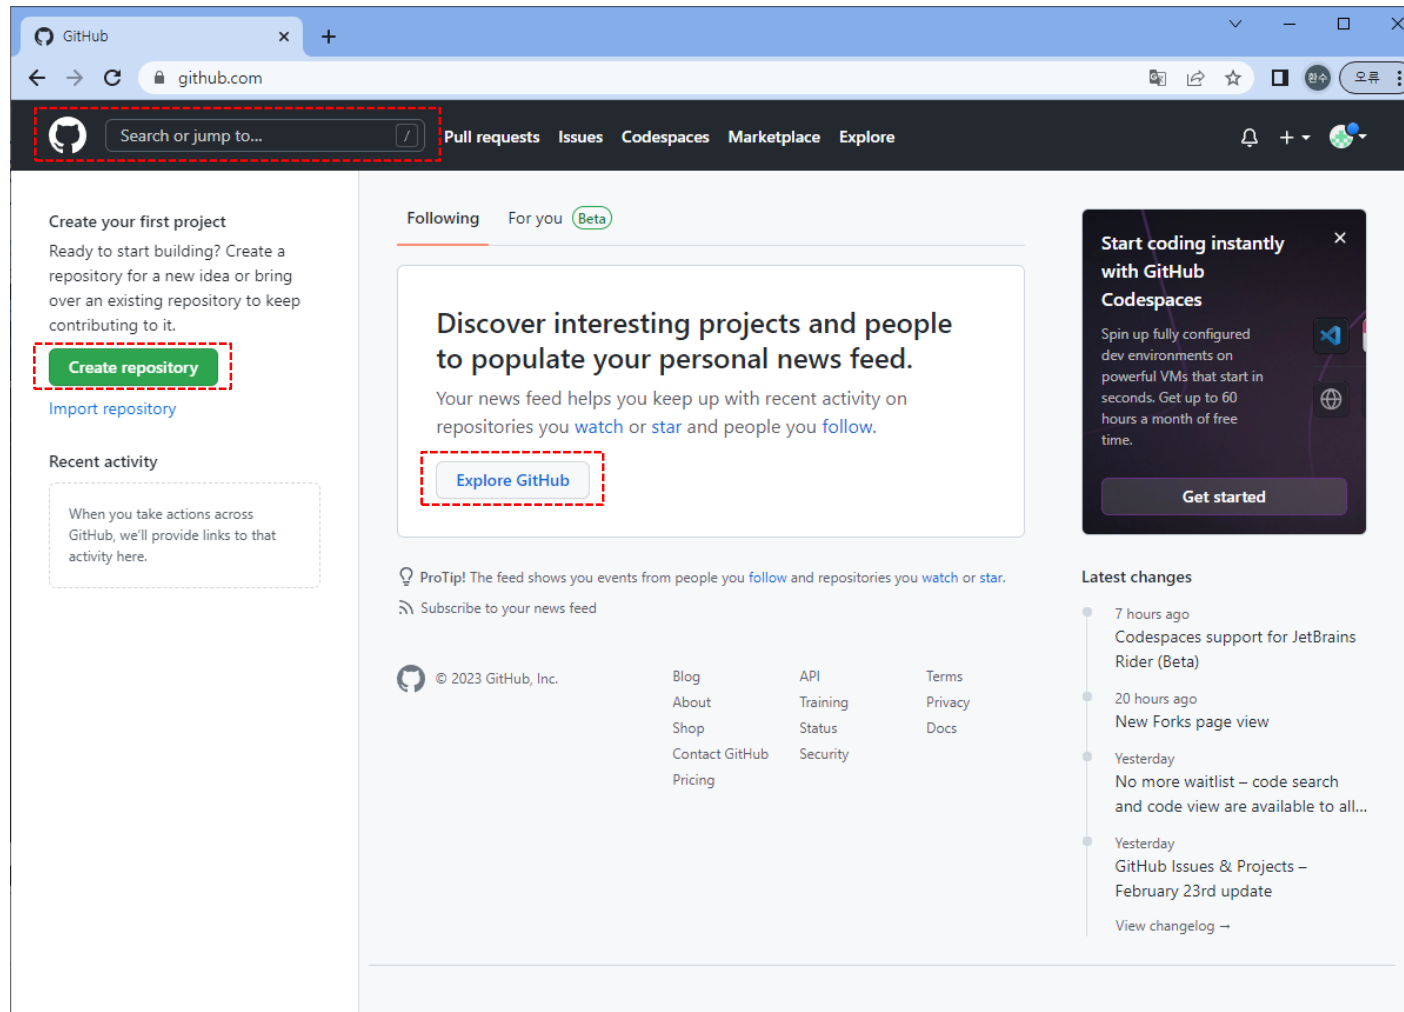 GitHub
github.com
환수
오류
Search or jump to...
/
Pull requests Issues Codespaces Marketplace Explore
Create your first project
Ready to start building? Create a
repository for a new idea or bring
over an existing repository to keep
contributing to it.
Create repository
Import repository
Recent activity
When you take actions across
GitHub, we'll provide links to that
activity here.
Following For you Beta
Discover interesting projects and people
to populate your personal news feed.
Your news feed helps you keep up with recent activity on
repositories you watch or star and people you follow.
Explore GitHub
ProTip! The feed shows you events from people you follow and repositories you watch or star.
Subscribe to your news feed
© 2023 GitHub, Inc.
Blog
About
Shop
Contact GitHub
Pricing
API
Training
Status
Security
Terms
Privacy
Docs
Start coding instantly
with GitHub
Codespaces
Spin up fully configured
dev environments on
powerful VMs that start in
seconds. Get up to 60
hours a month of free
time.
Get started
Latest changes
7 hours ago
Codespaces support for JetBrains
Rider (Beta)
20 hours ago
New Forks page view
Yesterday
No more waitlist – code search
and code view are available to all...
Yesterday
GitHub Issues & Projects –
February 23rd update
View changelog →